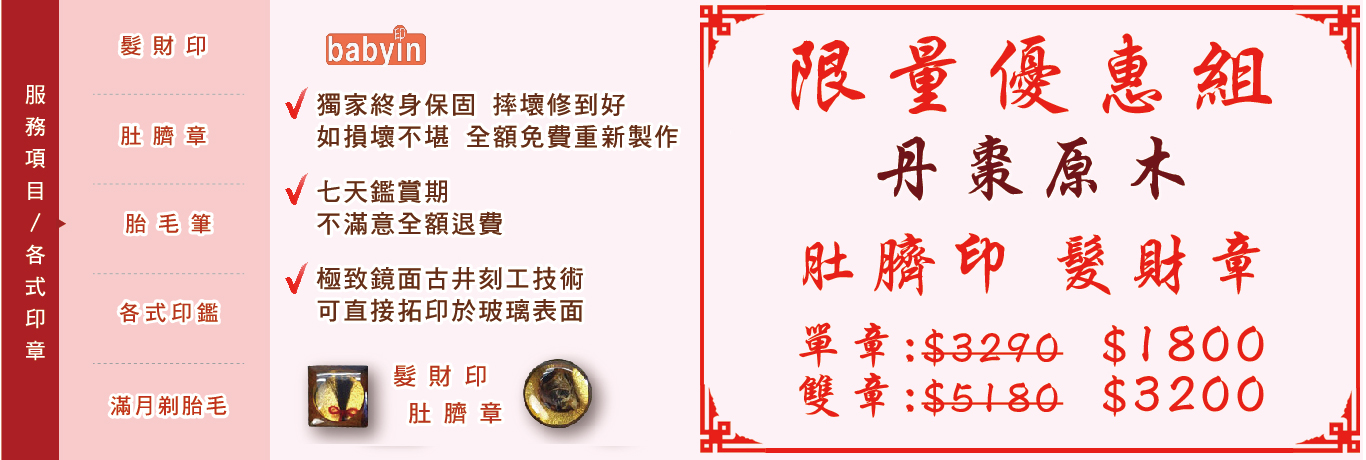 服務項目/各式印章
髮財印
肚臍章
胎毛筆
各式印鑑
滿月剃胎毛
印
babyin
獨家終身保固 摔壞修到好
如損壞不堪 全額免費重新製作
七天鑑賞期
不滿意全額退費
極致鏡面古井刻工技術
可直接拓印於玻璃表面
髮財印
肚臍章
限量優惠組
丹棗原木
肚臍印 髮財章
單章:$3290 $1800
雙章:$5180 $3200